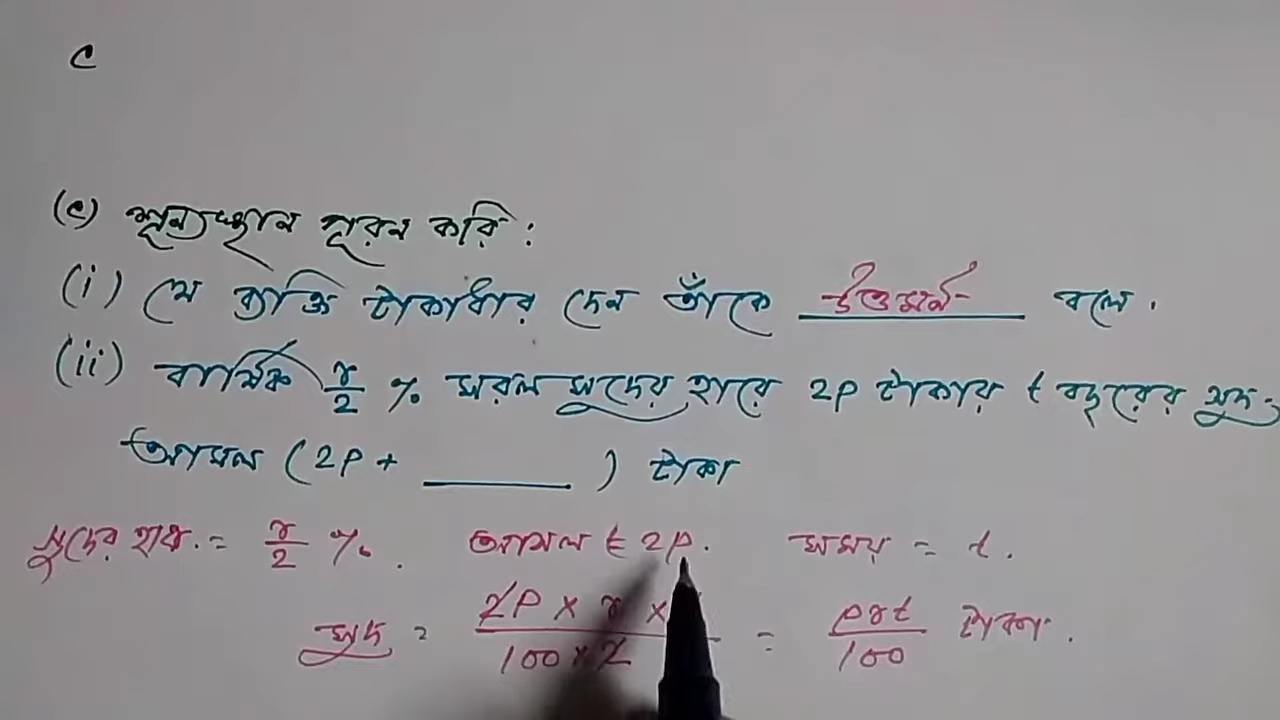 C
(C) শূন্যস্থান পূরন করি :
(i) যে ব্যক্তি টাকাধার দেন তাঁকে উত্তমর্ন বলে.
(ii) বার্ষিক r/2 % সরল সুদের হারে 2P টাকার t বছরের সুদ-
আসল (2P + ______ ) টাকা
সুদের হার. = r/2 %. আসল = 2P. সময় = t.
সুদ = 2P × r × / 100 × 2 = prt/100 টাকা.